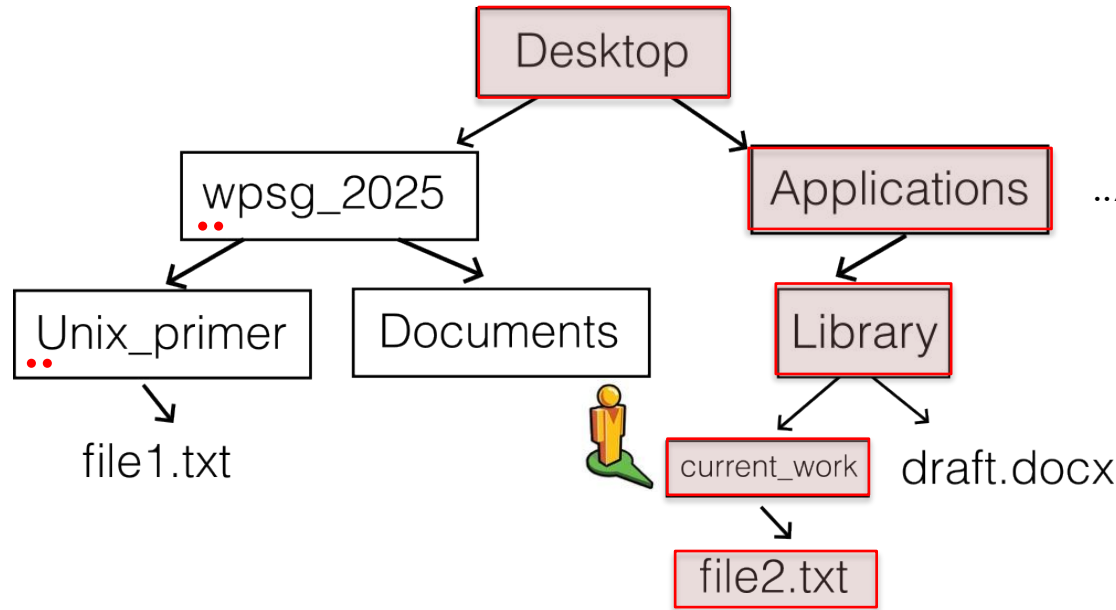 Desktop
wpsg_2025
Applications
...
Unix_primer
Documents
Library
file1.txt
current_work
draft.docx
file2.txt